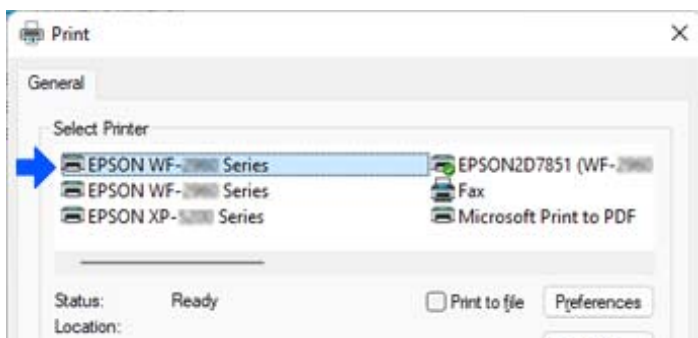 Print
General
Select Printer
EPSON WF- Series
EPSON WF- Series
EPSON XP- Series
EPSON2D7851 (WF-
Fax
Microsoft Print to PDF
Status: Ready
Print to file
Preferences
Location: